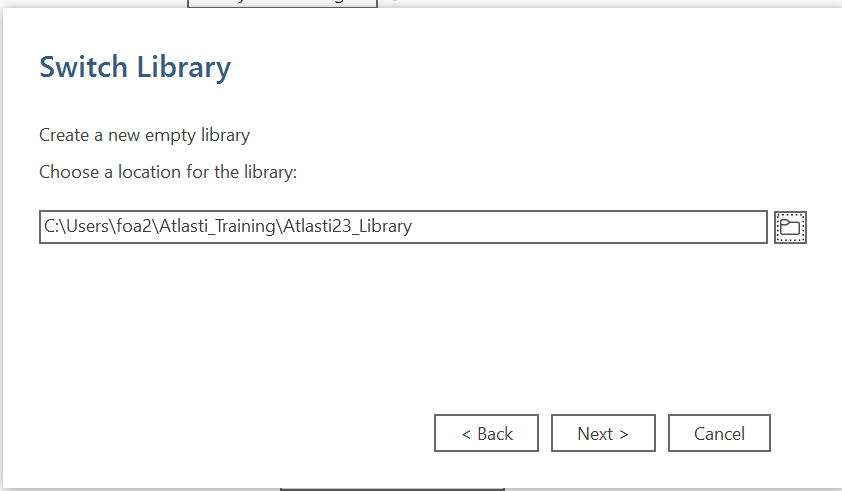 Switch Library
Create a new empty library
Choose a location for the library:
C:\Users\foa2\Atlasti_Training\Atlasti23_Library
< Back
Next >
Cancel